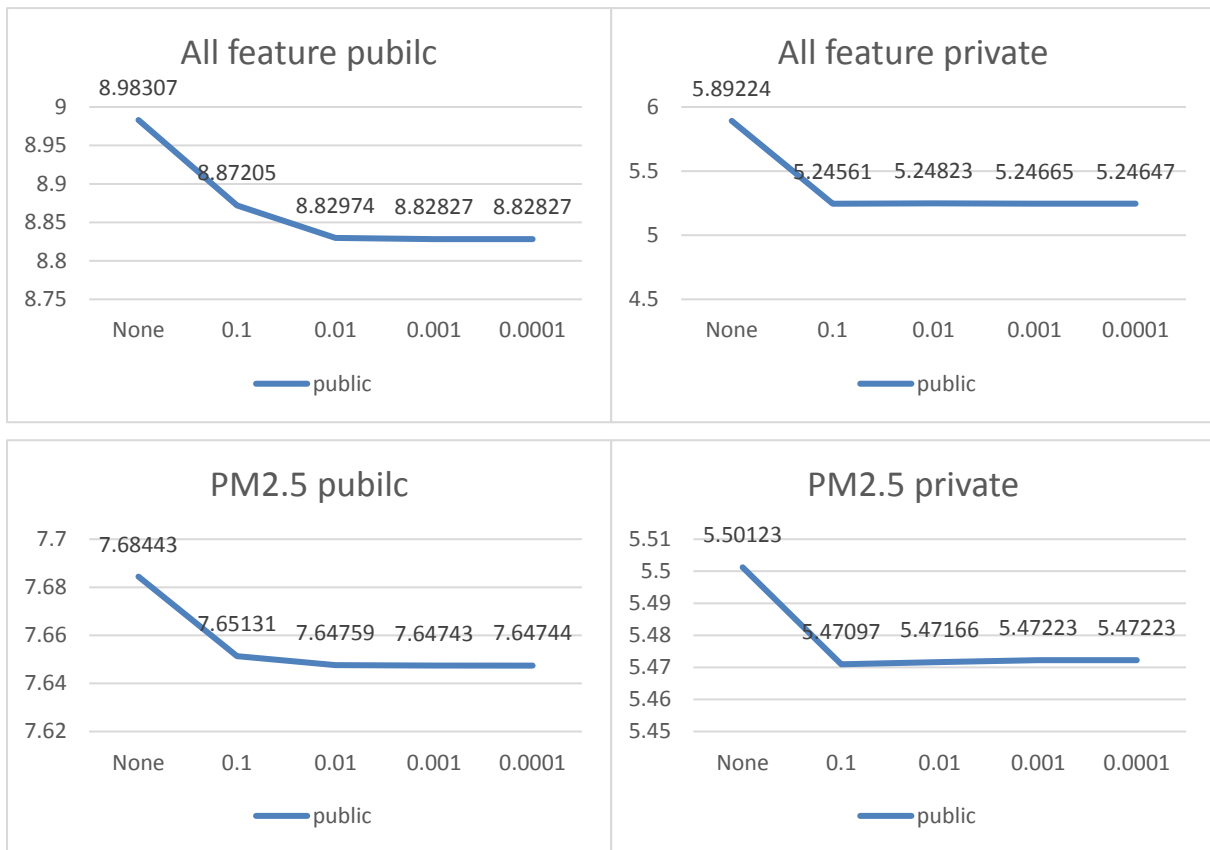 All feature pubilc
8.98307
8.87205
8.82974 8.82827 8.82827
9
8.95
8.9
8.85
8.8
8.75
None 0.1 0.01 0.001 0.0001
public
All feature private
5.89224
5.24561 5.24823 5.24665 5.24647
6
5.5
5
4.5
None 0.1 0.01 0.001 0.0001
public
PM2.5 pubilc
7.68443
7.65131 7.64759 7.64743 7.64744
7.7
7.68
7.66
7.64
7.62
None 0.1 0.01 0.001 0.0001
public
PM2.5 private
5.50123
5.47097 5.47166 5.47223 5.47223
5.51
5.5
5.49
5.48
5.47
5.46
5.45
None 0.1 0.01 0.001 0.0001
public